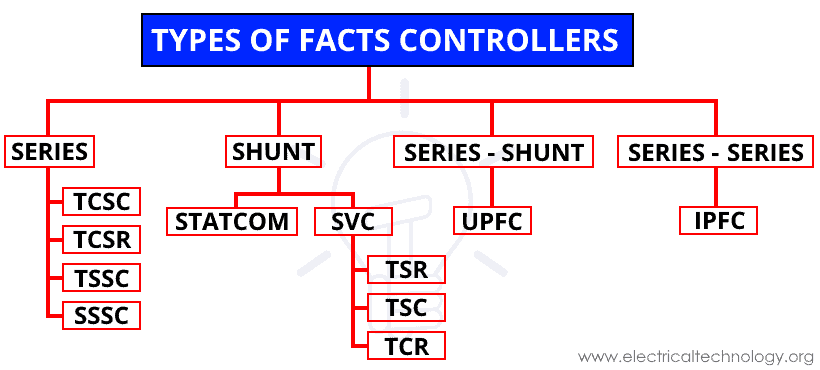 TYPES OF FACTS CONTROLLERS
SERIES
SHUNT
SERIES - SHUNT
SERIES - SERIES
TCSC
TCSR
TSSC
SSSC
STATCOM
SVC
TSR
TSC
TCR
UPFC
IPFC
www.electricaltechnology.org